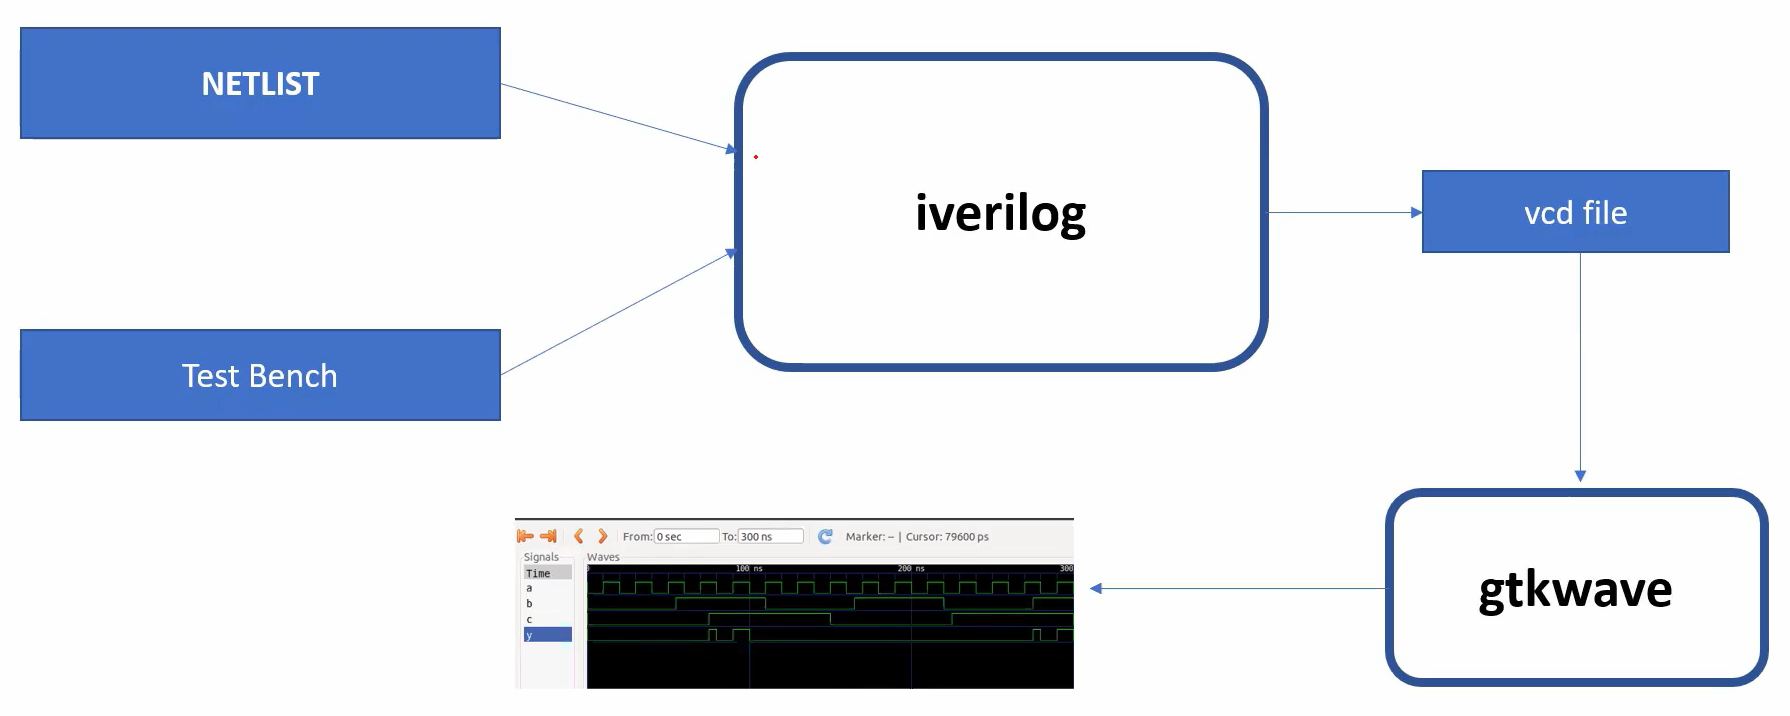 NETLIST
iverilog
vcd file
Test Bench
gtkwave
From: 0 sec To: 300 ns Marker: -- | Cursor: 79600 ps
Signals Waves
Time
100 ns 200 ns 300
a
b
c
y